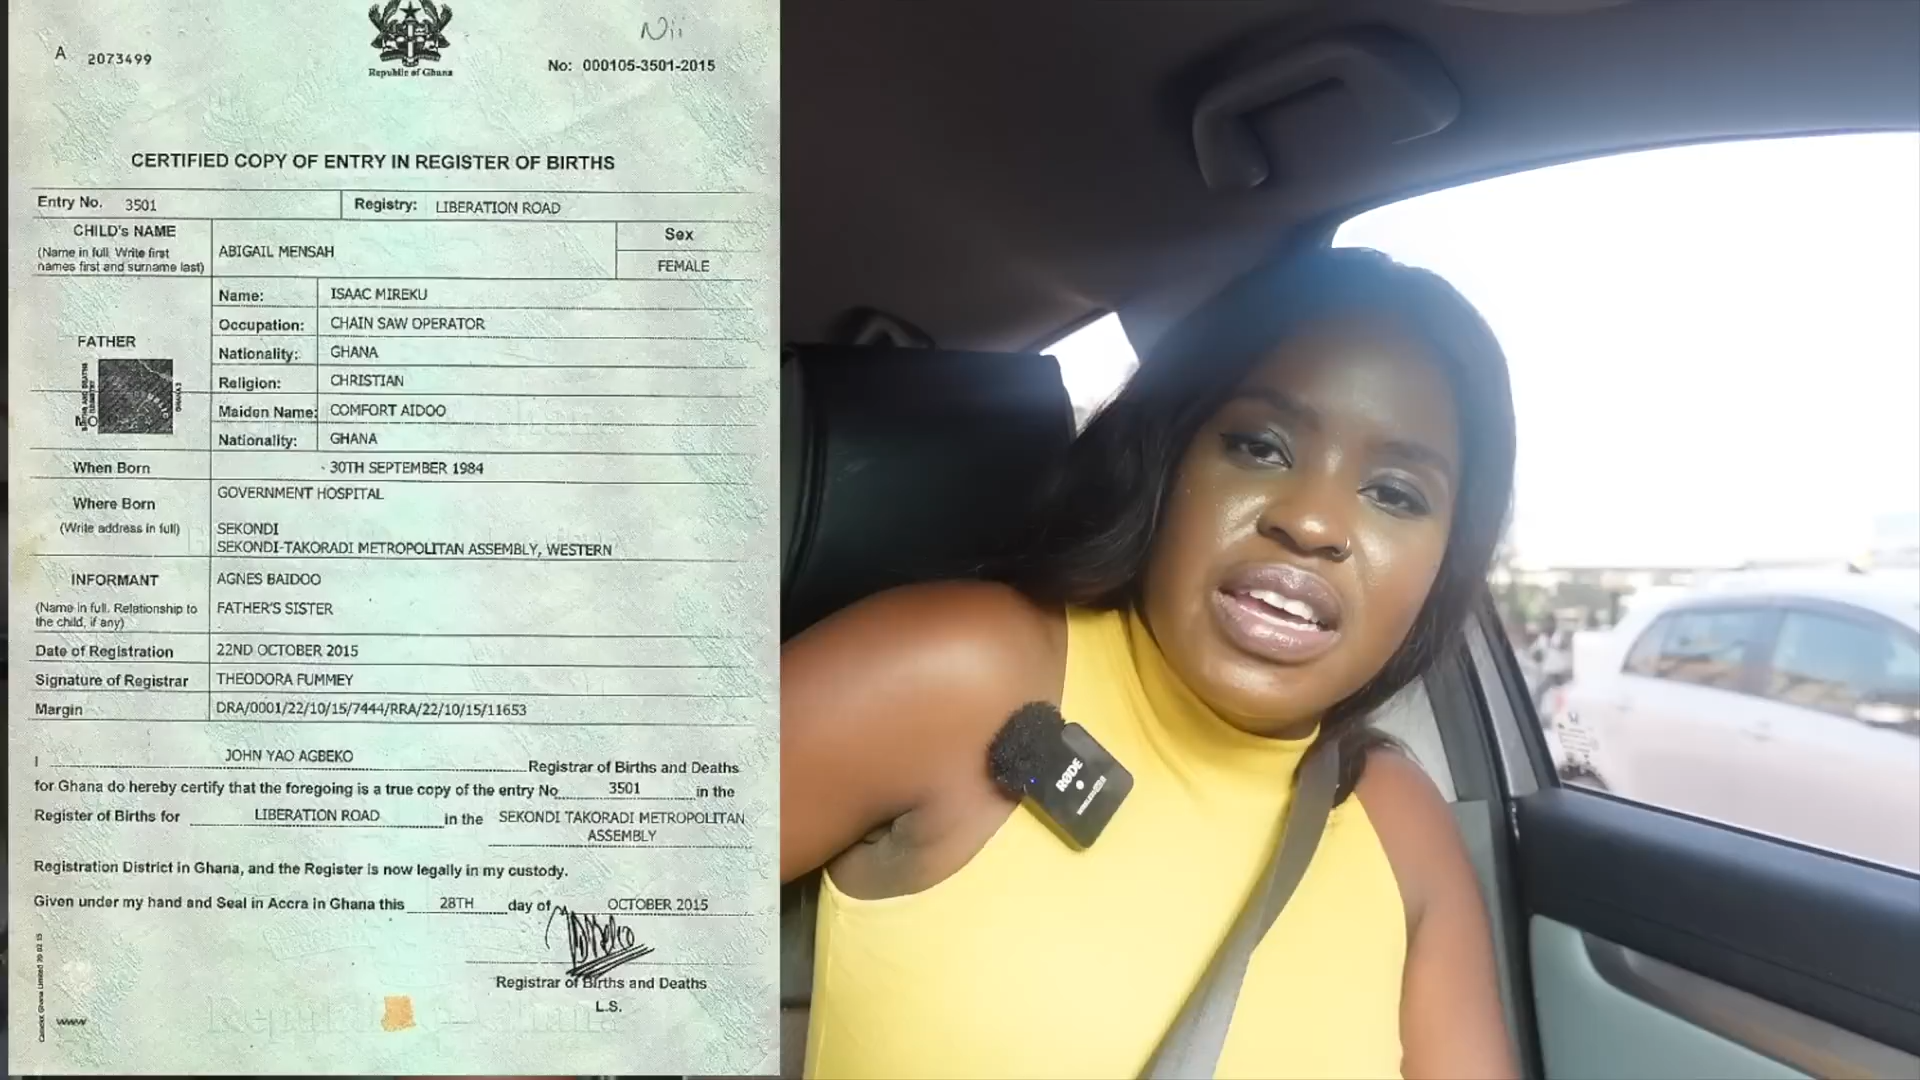 Nii
A 2073499
Republic of Ghana
No: 000105-3501-2015
CERTIFIED COPY OF ENTRY IN REGISTER OF BIRTHS
Entry No. 3501 Registry: LIBERATION ROAD
CHILD's NAME
(Name in full. Write first names first and surname last)
ABIGAIL MENSAH
Sex
FEMALE
FATHER
Name: ISAAC MIREKU
Occupation: CHAIN SAW OPERATOR
Nationality: GHANA
Religion: CHRISTIAN
MO
Maiden Name: COMFORT AIDOO
Nationality: GHANA
When Born - 30TH SEPTEMBER 1984
Where Born
(Write address in full)
GOVERNMENT HOSPITAL
SEKONDI
SEKONDI-TAKORADI METROPOLITAN ASSEMBLY, WESTERN
INFORMANT AGNES BAIDOO
(Name in full. Relationship to the child, if any)
FATHER'S SISTER
Date of Registration 22ND OCTOBER 2015
Signature of Registrar THEODORA FUMMEY
Margin DRA/0001/22/10/15/7444/RRA/22/10/15/11653
I JOHN YAO AGBEKO Registrar of Births and Deaths
for Ghana do hereby certify that the foregoing is a true copy of the entry No 3501 in the
Register of Births for LIBERATION ROAD in the SEKONDI TAKORADI METROPOLITAN
ASSEMBLY
Registration District in Ghana, and the Register is now legally in my custody.
Given under my hand and Seal in Accra in Ghana this 28TH day of OCTOBER 2015
Registrar of Births and Deaths
L.S.
www
RØDE